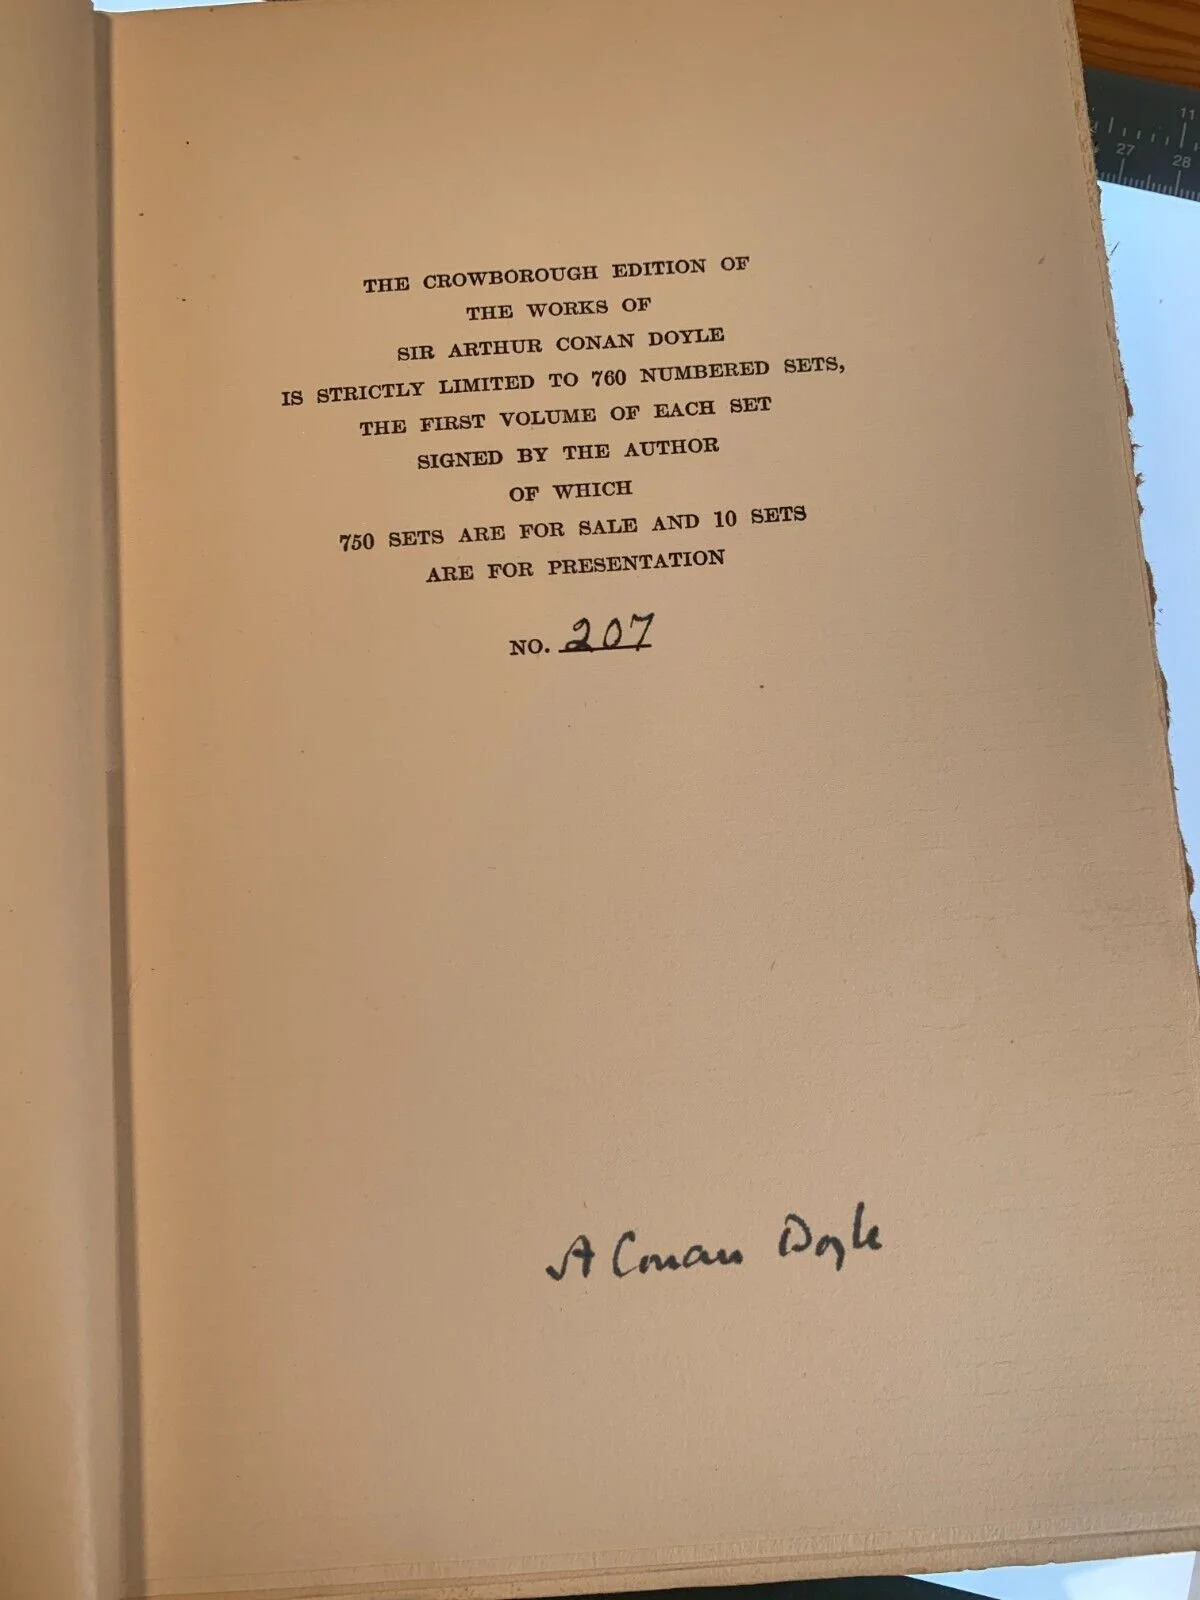 THE CROWBOROUGH EDITION OF
THE WORKS OF
SIR ARTHUR CONAN DOYLE
IS STRICTLY LIMITED TO 760 NUMBERED SETS,
THE FIRST VOLUME OF EACH SET
SIGNED BY THE AUTHOR
OF WHICH
750 SETS ARE FOR SALE AND 10 SETS
ARE FOR PRESENTATION
NO. 207
A Conan Doyle
11
27 28